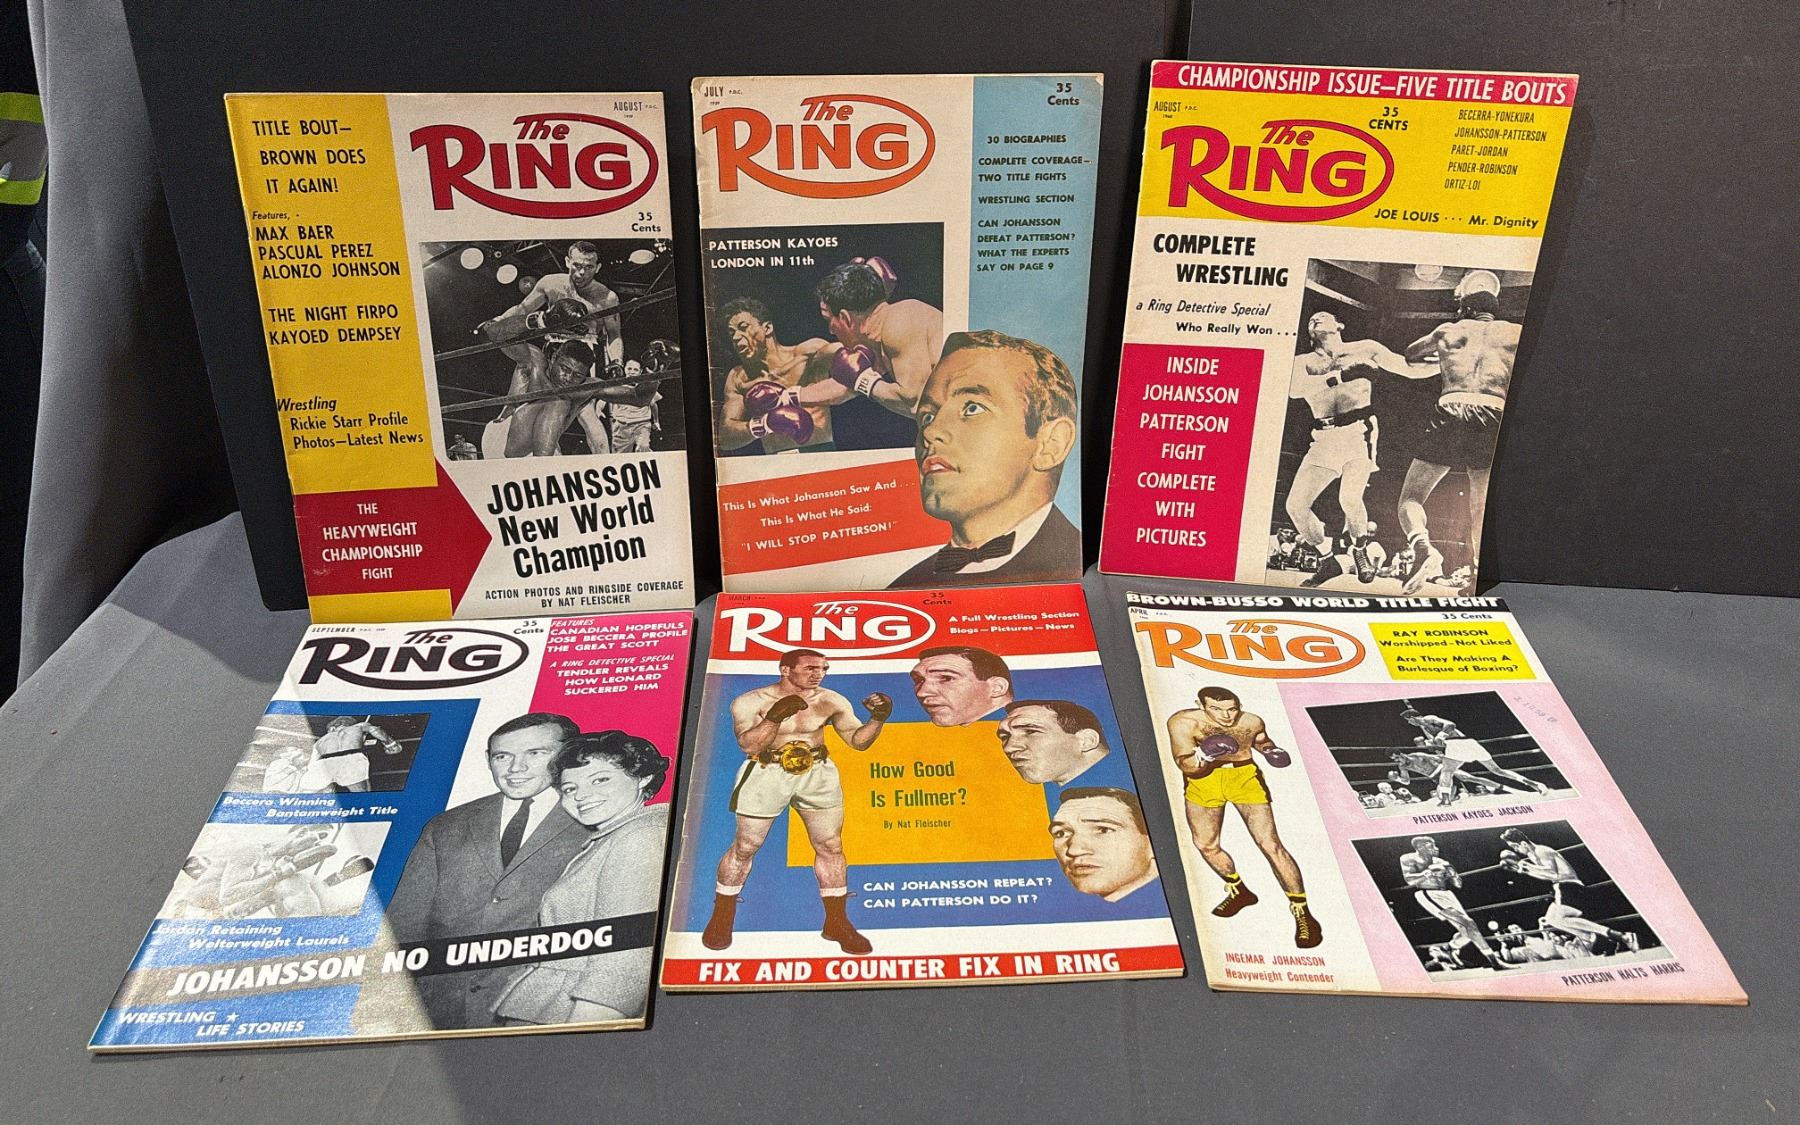 TITLE BOUT—
BROWN DOES
IT AGAIN!
Features,
MAX BAER
PASCUAL PEREZ
ALONZO JOHNSON
THE NIGHT FIRPO
KAYOED DEMPSEY
Wrestling
Rickie Starr Profile
Photos—Latest News
THE
HEAVYWEIGHT
CHAMPIONSHIP
FIGHT
AUGUST P.D.C.
1959
The
RING
35
Cents
JOHANSSON
New World
Champion
ACTION PHOTOS AND RINGSIDE COVERAGE
BY NAT FLEISCHER
JULY P.D.C.
1959
The
RING
35
Cents
30 BIOGRAPHIES
COMPLETE COVERAGE—
TWO TITLE FIGHTS
WRESTLING SECTION
CAN JOHANSSON
DEFEAT PATTERSON?
WHAT THE EXPERTS
SAY ON PAGE 9
PATTERSON KAYOES
LONDON IN 11th
This Is What Johansson Saw And ...
This Is What He Said:
"I WILL STOP PATTERSON!"
CHAMPIONSHIP ISSUE—FIVE TITLE BOUTS
AUGUST P.D.C.
1960
The
RING
35
CENTS
BECERRA-YONEKURA
JOHANSSON-PATTERSON
PARET-JORDAN
PENDER-ROBINSON
ORTIZ-LOI
JOE LOUIS ... Mr. Dignity
COMPLETE
WRESTLING
a Ring Detective Special
Who Really Won ...
INSIDE
JOHANSSON
PATTERSON
FIGHT
COMPLETE
WITH
PICTURES
SEPTEMBER P.D.C.
The
RING
35
Cents
FEATURES
CANADIAN HOPEFULS
JOSE BECCERA PROFILE
THE GREAT SCOTT
A RING DETECTIVE SPECIAL
TENDLER REVEALS
HOW LEONARD
SUCKERED HIM
Beccera Winning
Bantamweight Title
Jordan Retaining
Welterweight Laurels
JOHANSSON NO UNDERDOG
WRESTLING ★
LIFE STORIES
MARCH
The
RING
35
Cents
A Full Wrestling Section
Biogs—Pictures—News
How Good
Is Fullmer?
By Nat Fleischer
CAN JOHANSSON REPEAT?
CAN PATTERSON DO IT?
FIX AND COUNTER FIX IN RING
BROWN-BUSSO WORLD TITLE FIGHT
APRIL
35 Cents
The
RING
RAY ROBINSON
Worshipped-Not Liked
Are They Making A
Burlesque of Boxing?
PATTERSON KAYOES JACKSON
INGEMAR JOHANSSON
Heavyweight Contender
PATTERSON HALTS HARRIS